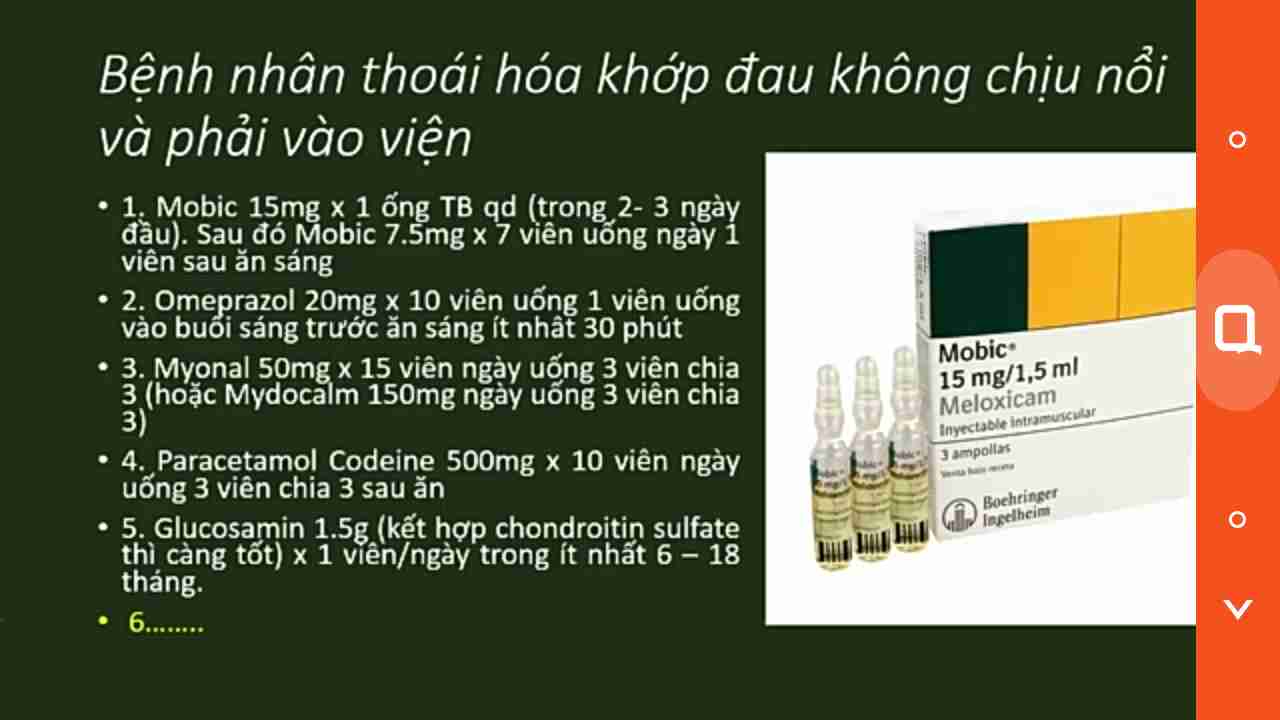 Bệnh nhân thoái hóa khớp đau không chịu nổi
và phải vào viện
• 1. Mobic 15mg x 1 ống TB qd (trong 2- 3 ngày
đầu). Sau đó Mobic 7.5mg x 7 viên uống ngày 1
viên sau ăn sáng
• 2. Omeprazol 20mg x 10 viên uống 1 viên uống
vào buổi sáng trước ăn sáng ít nhât 30 phút
• 3. Myonal 50mg x 15 viên ngày uống 3 viên chia
3 (hoặc Mydocalm 150mg ngày uống 3 viên chia
3)
• 4. Paracetamol Codeine 500mg x 10 viên ngày
uống 3 viên chia 3 sau ăn
• 5. Glucosamin 1.5g (kết hợp chondroitin sulfate
thì càng tốt) x 1 viên/ngày trong ít nhất 6 – 18
tháng.
• 6........
Mobic®
15 mg/1,5 ml
Meloxicam
Inyectable intramuscular
3 ampollas
Venta bajo receta
Boehringer
Ingelheim